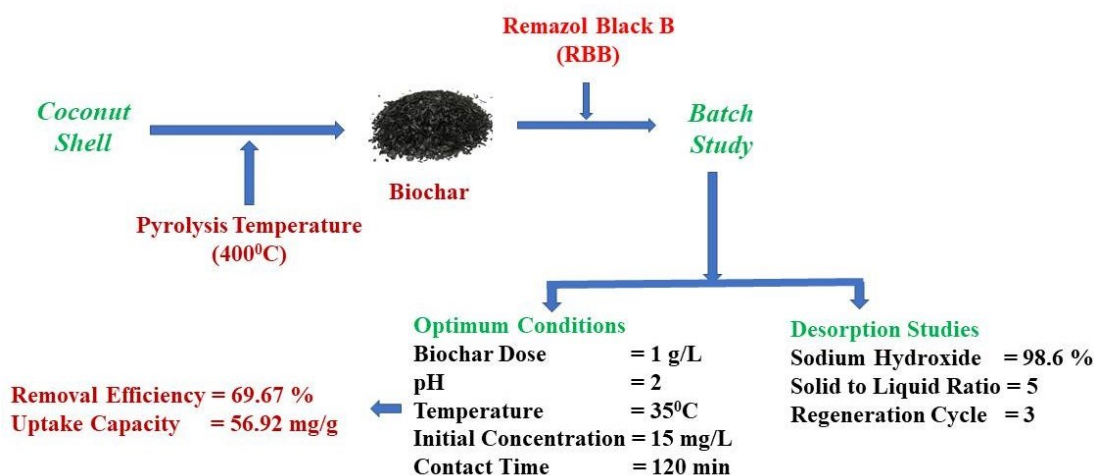 Remazol Black B
(RBB)
Coconut
Shell
Batch
Study
Biochar
Pyrolysis Temperature
(400⁰C)
Optimum Conditions
Biochar Dose = 1 g/L
pH = 2
Temperature = 35⁰C
Initial Concentration = 15 mg/L
Contact Time = 120 min
Desorption Studies
Sodium Hydroxide = 98.6 %
Solid to Liquid Ratio = 5
Regeneration Cycle = 3
Removal Efficiency = 69.67 %
Uptake Capacity = 56.92 mg/g